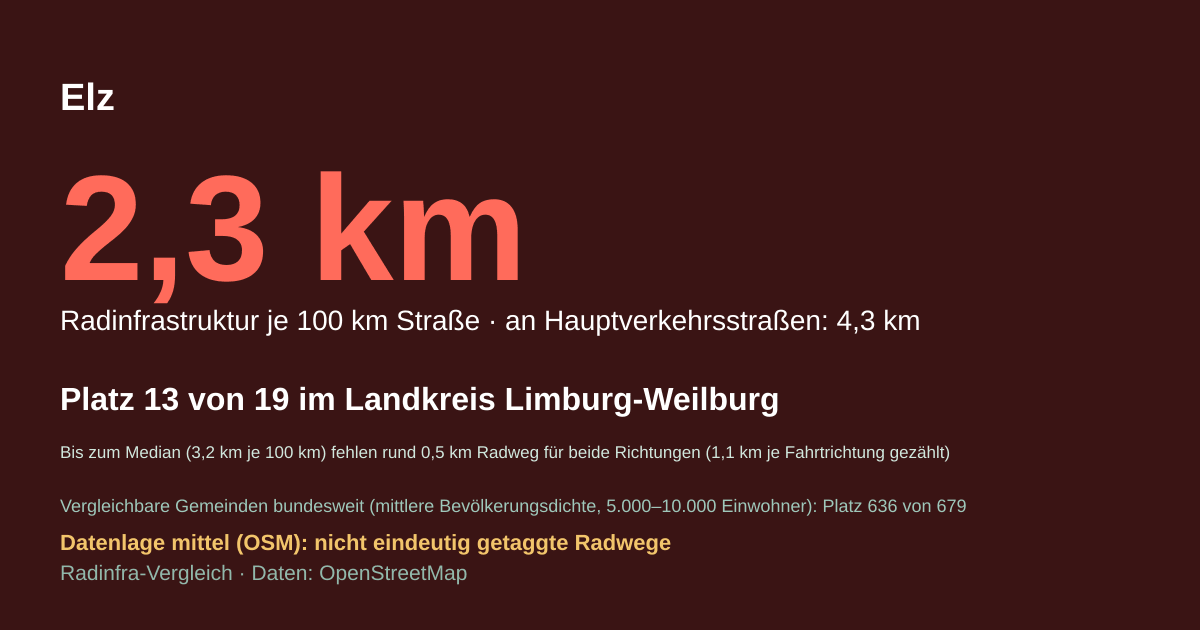 Elz
2,3 km
Radinfrastruktur je 100 km Straße · an Hauptverkehrsstraßen: 4,3 km
Platz 13 von 19 im Landkreis Limburg-Weilburg
Bis zum Median (3,2 km je 100 km) fehlen rund 0,5 km Radweg für beide Richtungen (1,1 km je Fahrtrichtung gezählt)
Vergleichbare Gemeinden bundesweit (mittlere Bevölkerungsdichte, 5.000–10.000 Einwohner): Platz 636 von 679
Datenlage mittel (OSM): nicht eindeutig getaggte Radwege
Radinfra-Vergleich · Daten: OpenStreetMap